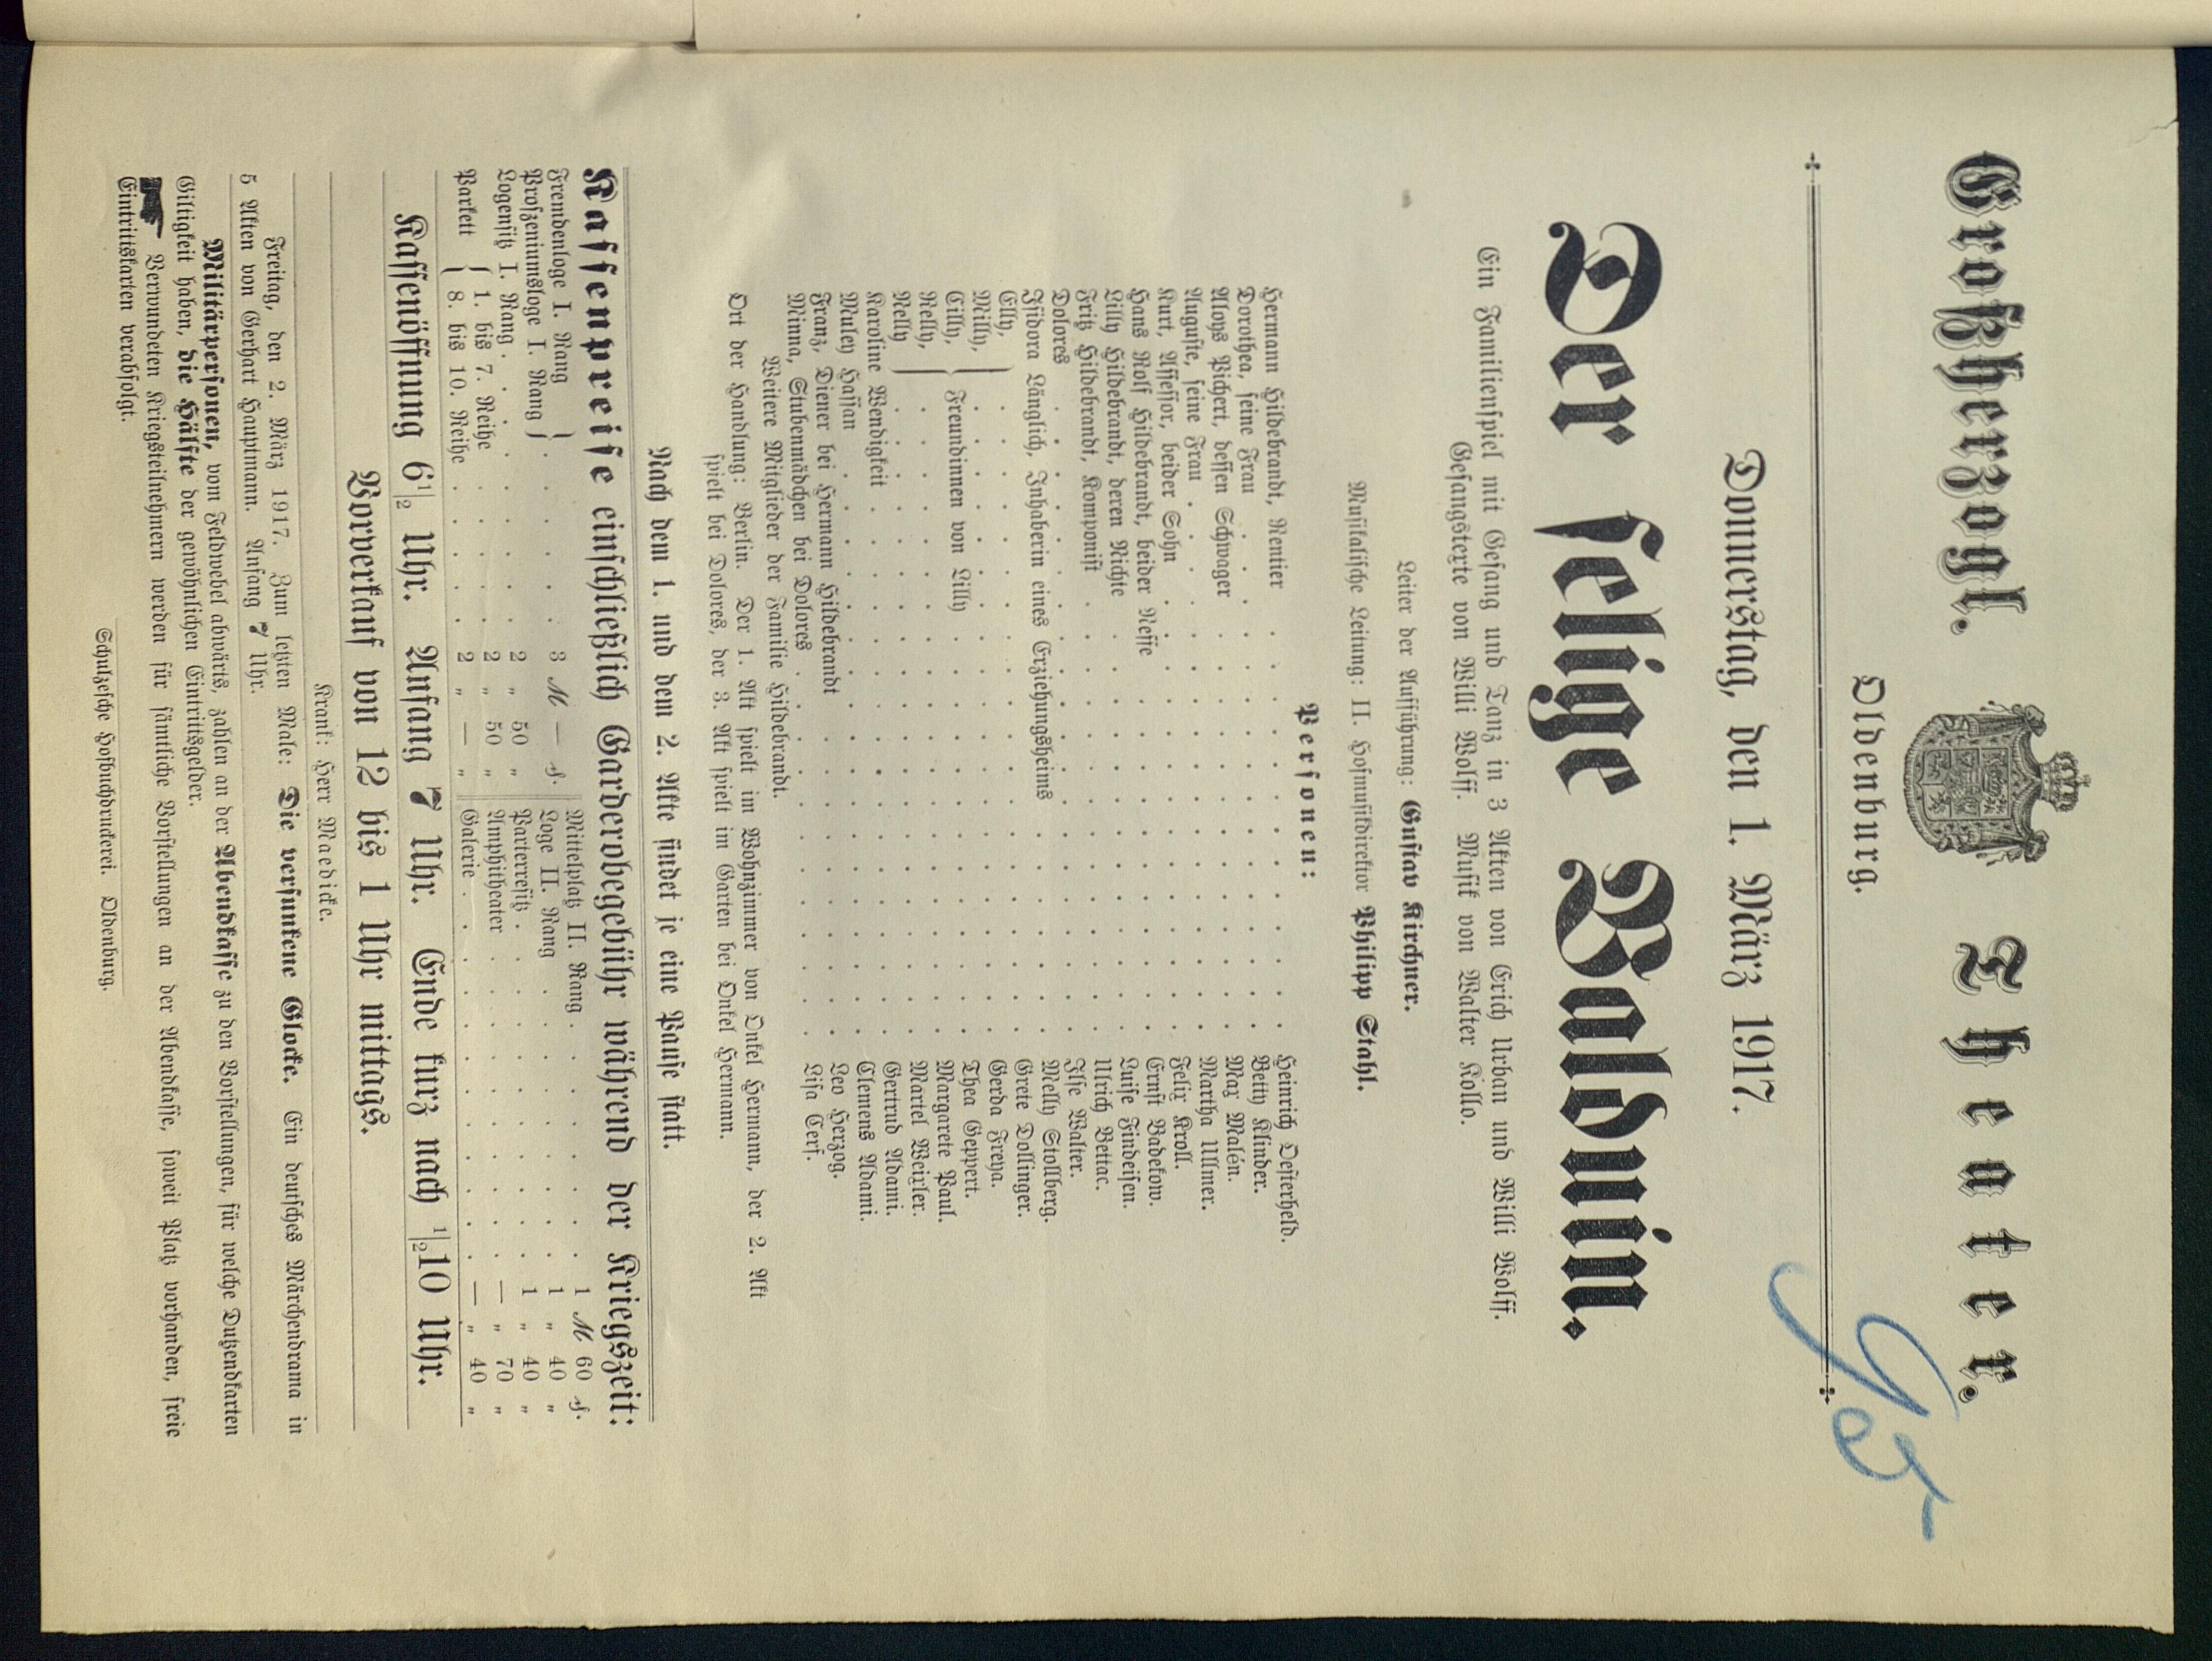 Großherzogl. Theater.
Oldenburg.
Donnerstag, den 1. März 1917.
Der selige Balduin.
Ein Familienspiel mit Gesang und Tanz in 3 Akten von Erich Urban und Willi Wolff.
Gesangstexte von Willi Wolff. Musik von Walter Kollo.
Leiter der Aufführung: Gustav Kirchner.
Musikalische Leitung: II. Hofmusikdirektor Philipp Stahl.
Personen:
Hermann Hildebrandt, Rentier . . . Heinrich Oesterheld.
Dorothea, seine Frau . . . Betty Klinder.
Aloys Pichert, dessen Schwager . . . Max Malén.
Auguste, seine Frau . . . Martha Ullmer.
Kurt, Assessor, beider Sohn . . . Felix Kroll.
Hans Rolf Hildebrandt, beider Neffe . . . Ernst Badekow.
Lilly Hildebrandt, deren Nichte . . . Luise Findeisen.
Fritz Hildebrandt, Komponist . . . Ulrich Bettac.
Dolores . . . Ilse Walter.
Isidora Länglich, Inhaberin eines Erziehungsheims . . . Melly Stollberg.
Elly, . . . Grete Dollinger.
Milly, . . . Gerda Freya.
Cilly, } Freundinnen von Lilly . . . Thea Geppert.
Relly, . . . Margarete Paul.
Nelly . . . Martel Weixler.
Karoline Wendigkeit . . . Gertrud Adami.
Muley Hassan . . . Clemens Adami.
Franz, Diener bei Hermann Hildebrandt . . . Leo Herzog.
Minna, Stubenmädchen bei Dolores . . . Lisa Cerf.
Weitere Mitglieder der Familie Hildebrandt.
Ort der Handlung: Berlin. Der 1. Akt spielt im Wohnzimmer von Onkel Hermann, der 2. Akt
spielt bei Dolores, der 3. Akt spielt im Garten bei Onkel Hermann.
Nach dem 1. und dem 2. Akte findet je eine Pause statt.
Kassenpreise einschließlich Garderobegebühr während der Kriegszeit:
Fremdenloge I. Rang } . . . 3 M — ₰. Mittelplatz II. Rang . . . 1 M 60 ₰.
Proszeniumsloge I. Rang } Loge II. Rang . . . 1 „ 40 „
Logensitz I. Rang . . . 2 „ 50 „ Parterresitz . . . 1 „ 40 „
Parkett { 1. bis 7. Reihe . . . 2 „ 50 „ Amphitheater . . . — „ 70 „
{ 8. bis 10. Reihe . . . 2 „ — „ Galerie . . . — „ 40 „
Kassenöffnung 6½ Uhr. Anfang 7 Uhr. Ende kurz nach ½10 Uhr.
Vorverkauf von 12 bis 1 Uhr mittags.
Krank: Herr Maedicke.
Freitag, den 2. März 1917. Zum letzten Male: Die versunkene Glocke. Ein deutsches Märchendrama in
5 Akten von Gerhart Hauptmann. Anfang 7 Uhr.
Militärpersonen, vom Feldwebel abwärts, zahlen an der Abendkasse zu den Vorstellungen, für welche Dutzendkarten
Giltigkeit haben, die Hälfte der gewöhnlichen Eintrittsgelder.
Verwundeten Kriegsteilnehmern werden für sämtliche Vorstellungen an der Abendkasse, soweit Platz vorhanden, freie
Eintrittskarten verabfolgt.
Schulzesche Hofbuchdruckerei. Oldenburg.